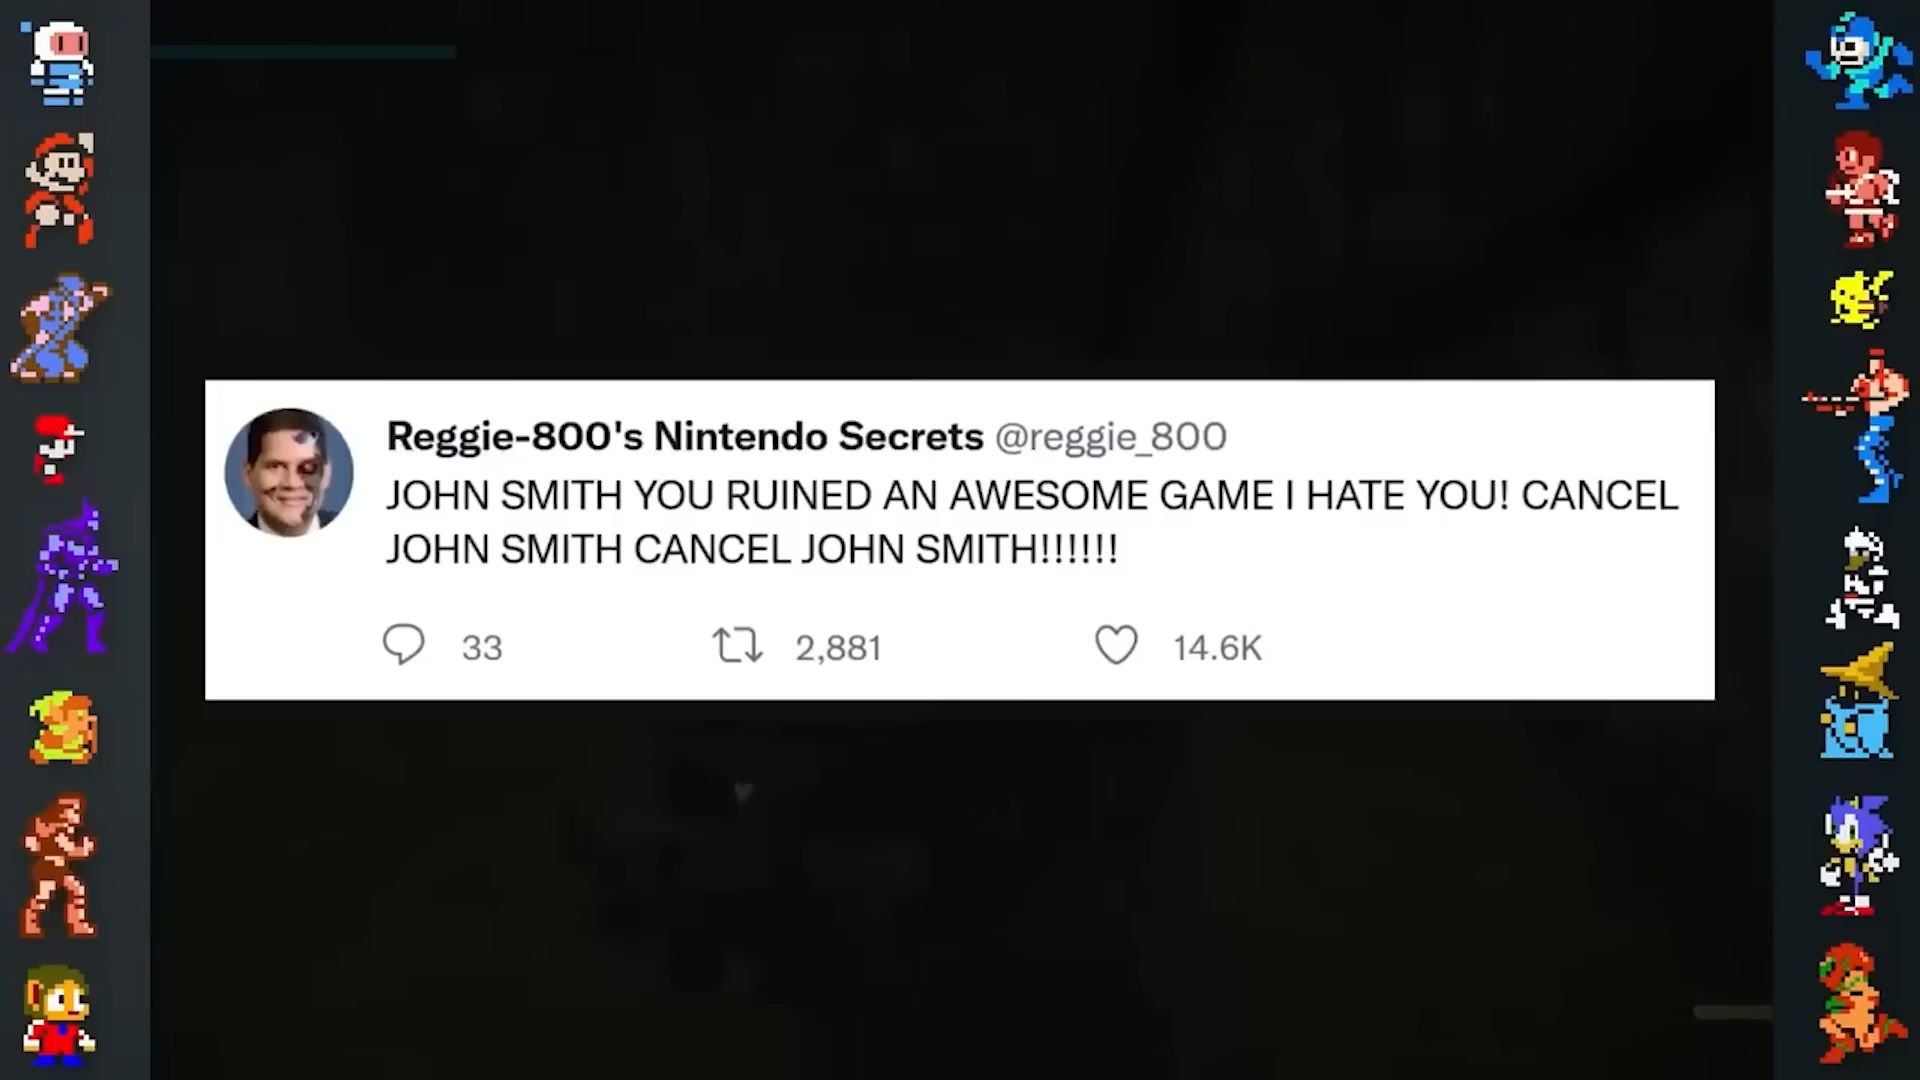 Reggie-800's Nintendo Secrets @reggie_800
JOHN SMITH YOU RUINED AN AWESOME GAME I HATE YOU! CANCEL
JOHN SMITH CANCEL JOHN SMITH!!!!!!
33 2,881 14.6K